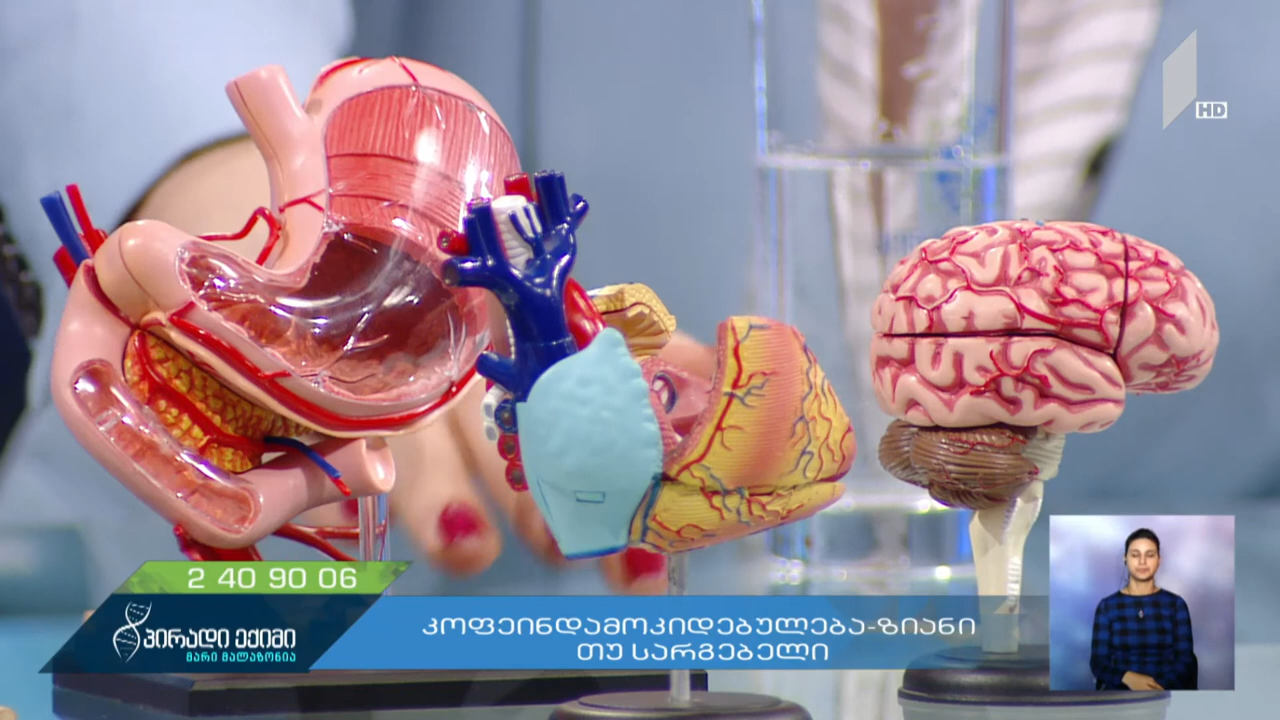 HD
2 40 90 06
პირადი ექიმი
მარი მალაზონია
კოფეინდამოკიდებულება-ზიანი
თუ სარგებელი